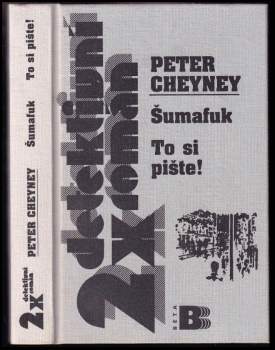 2x detektivní román
PETER CHEYNEY
Šumafuk
To si pište!
PETER
CHEYNEY
Šumafuk
To si
pište!
detektivní
román
2x
BETA
B